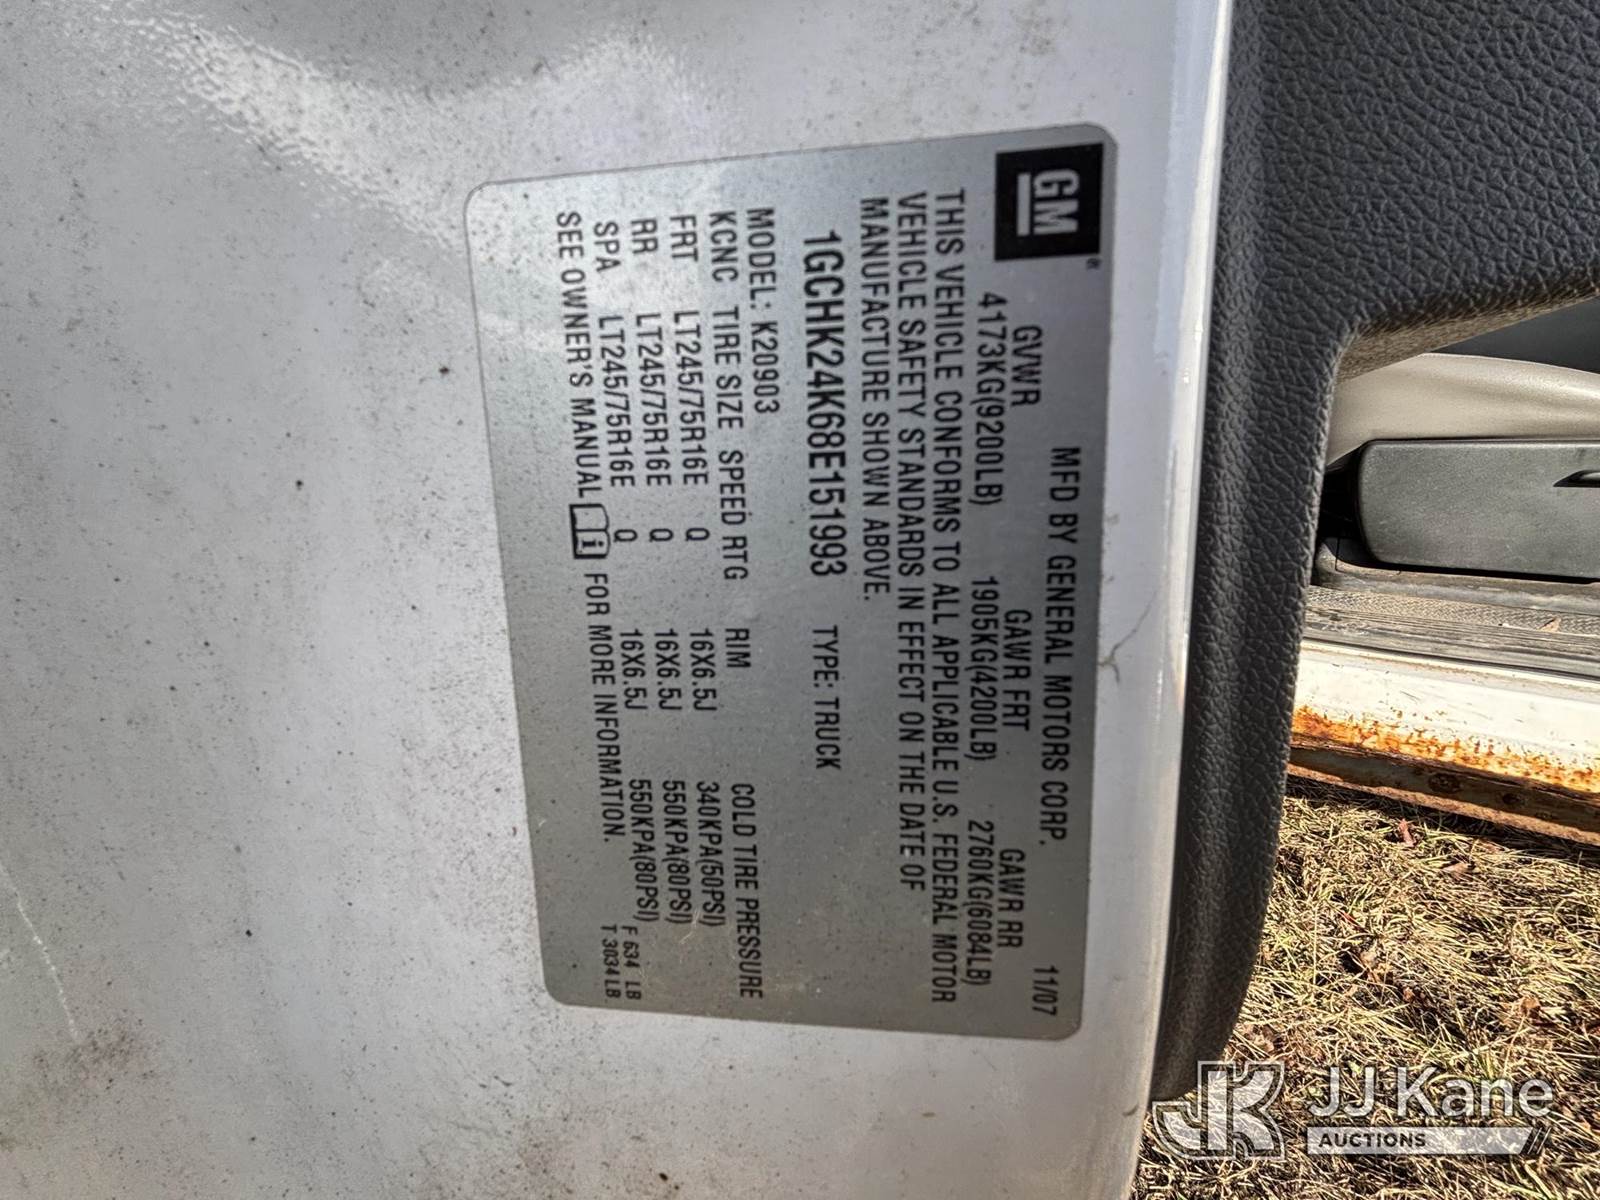 GM
MFD BY GENERAL MOTORS CORP. 11/07
GVWR GAWR FRT GAWR RR
4173KG(9200LB) 1905KG(4200LB) 2760KG(6084LB)
THIS VEHICLE CONFORMS TO ALL APPLICABLE U.S. FEDERAL MOTOR
VEHICLE SAFETY STANDARDS IN EFFECT ON THE DATE OF
MANUFACTURE SHOWN ABOVE.
1GCHK24K68E151993 TYPE: TRUCK
MODEL: K20903
KCNC TIRE SIZE SPEED RTG RIM COLD TIRE PRESSURE
FRT LT245/75R16E Q 16X6.5J 340KPA(50PSI)
RR LT245/75R16E Q 16X6.5J 550KPA(80PSI)
SPA LT245/75R16E Q 16X6.5J 550KPA(80PSI) F 634 LB
SEE OWNER'S MANUAL i FOR MORE INFORMATION. T 3034LB
JK JJ Kane
AUCTIONS